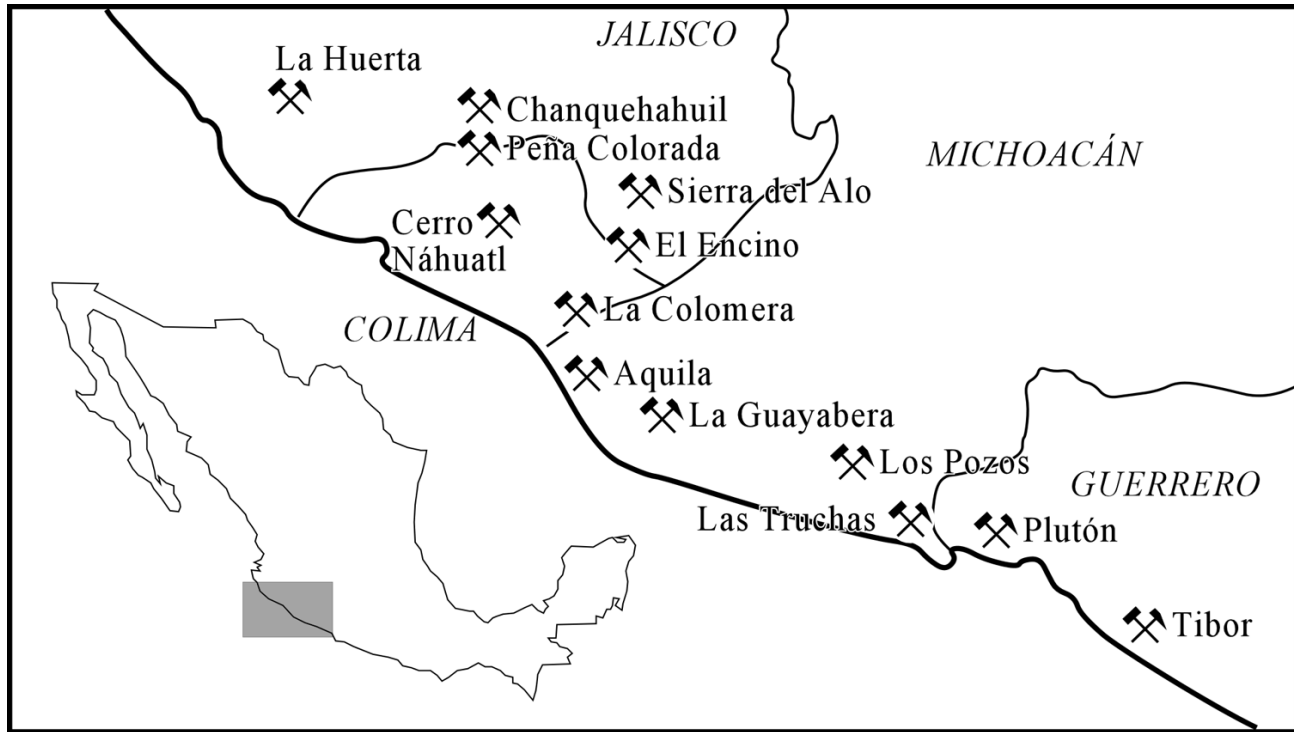 JALISCO
La Huerta
Chanquehahuil
Peña Colorada
MICHOACÁN
Sierra del Alo
Cerro
Náhuatl
El Encino
La Colomera
COLIMA
Aquila
La Guayabera
Los Pozos
GUERRERO
Las Truchas
Plutón
Tibor